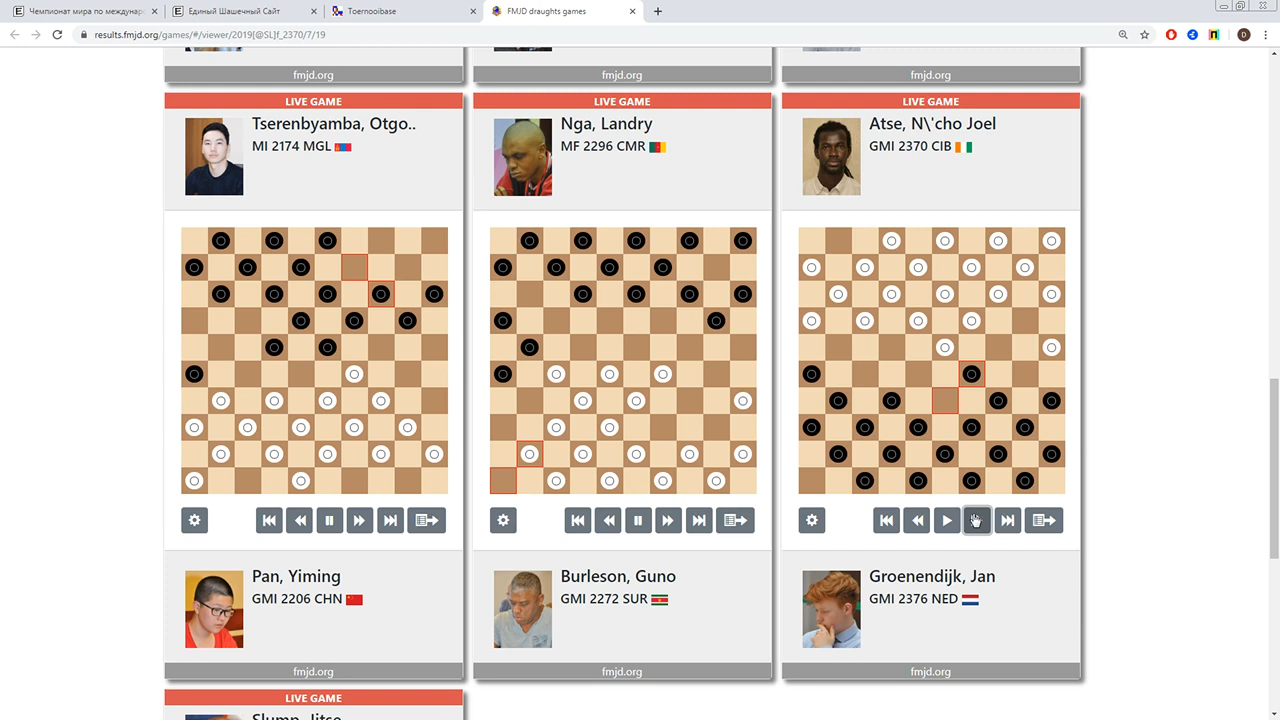 Чемпионат мира по междунаро
Единый Шашечный Сайт
Toernooibase
FMJD draughts games
results.fmjd.org/games/#/viewer/2019[@SL]f_2370/7/19
D
fmjd.org
fmjd.org
fmjd.org
LIVE GAME
LIVE GAME
LIVE GAME
Tserenbyamba, Otgo..
MI 2174 MGL
Nga, Landry
MF 2296 CMR
Atse, N\'cho Joel
GMI 2370 CIB
Pan, Yiming
GMI 2206 CHN
Burleson, Guno
GMI 2272 SUR
Groenendijk, Jan
GMI 2376 NED
fmjd.org
fmjd.org
fmjd.org
LIVE GAME
Slump, Jitse